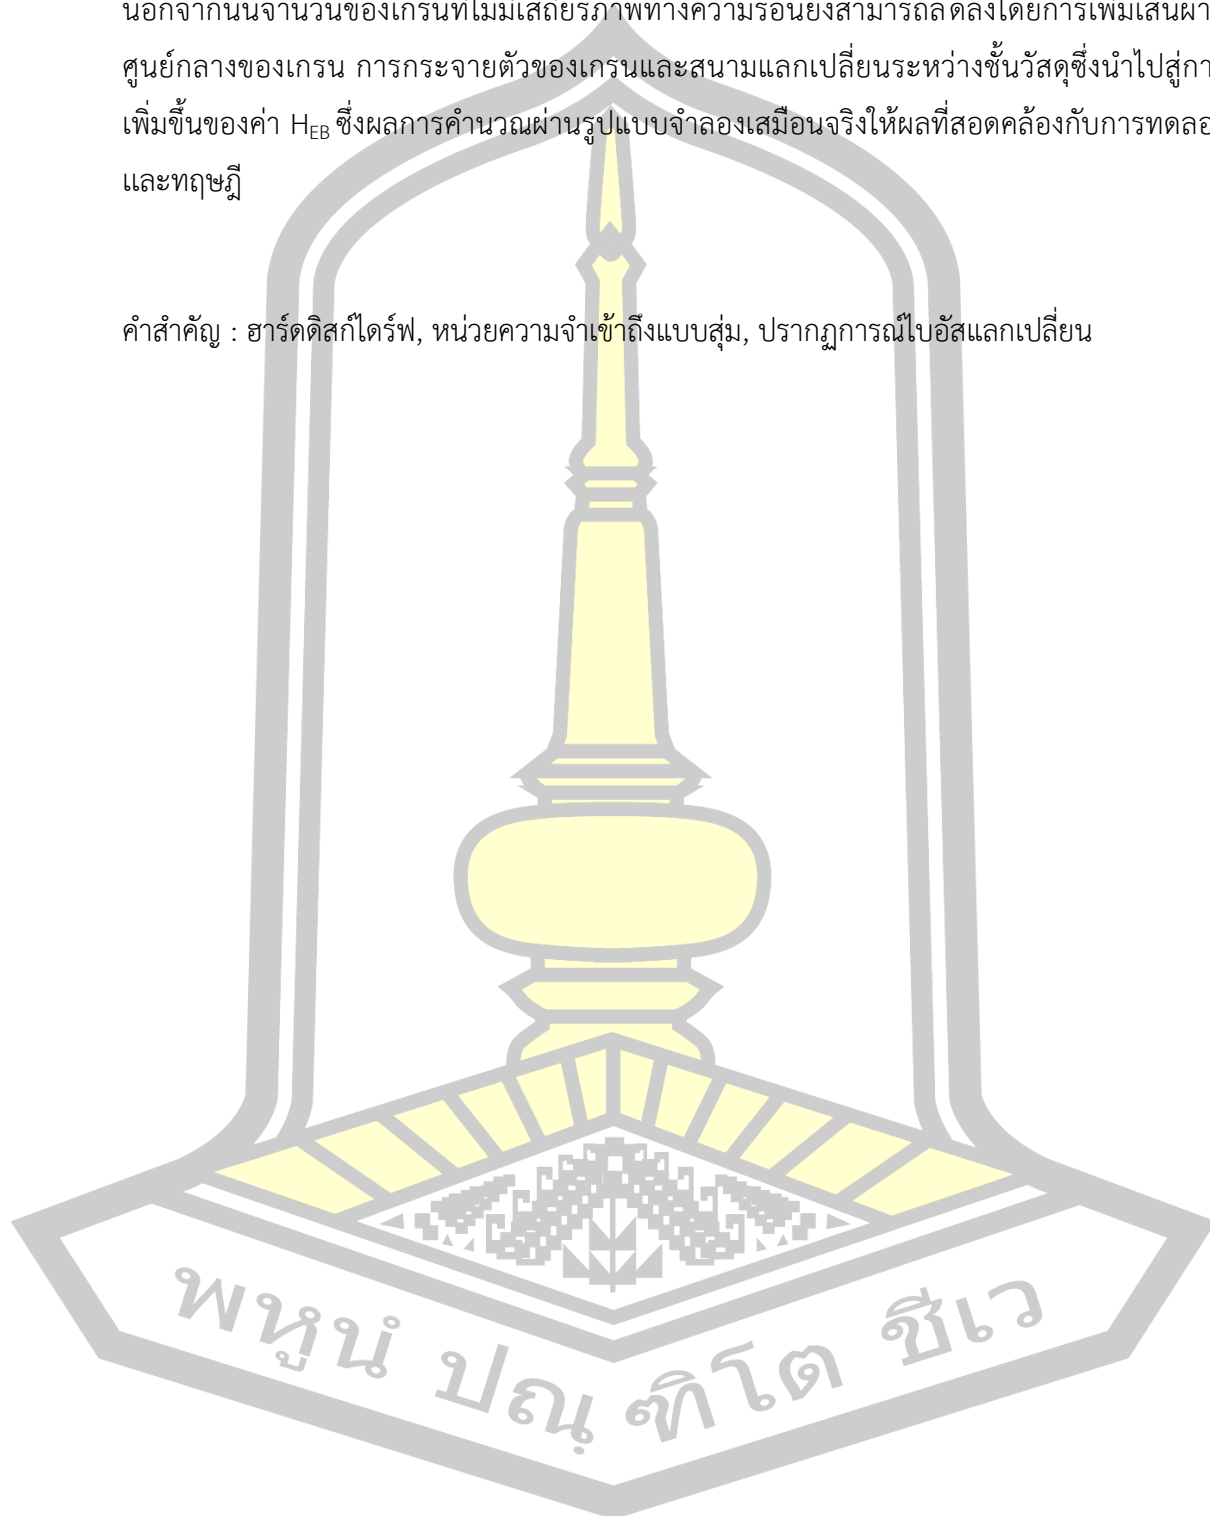 นอกจากนั้นจำนวนของเกรนที่ไม่มีเสถียรภาพทางความร้อนยังสามารถลดลงโดยการเพิ่มเส้นผ่า
ศูนย์กลางของเกรน การกระจายตัวของเกรนและสนามแลกเปลี่ยนระหว่างชั้นวัสดุซึ่งนำไปสู่กา
เพิ่มขึ้นของค่า H_EB ซึ่งผลการคำนวณผ่านรูปแบบจำลองเสมือนจริงให้ผลที่สอดคล้องกับการทดลอ
และทฤษฎี
คำสำคัญ : ฮาร์ดดิสก์ไดร์ฟ, หน่วยความจำเข้าถึงแบบสุ่ม, ปรากฏการณ์ไบอัสแลกเปลี่ยน
พหูนํ ปณฺฑิโต ชีเว